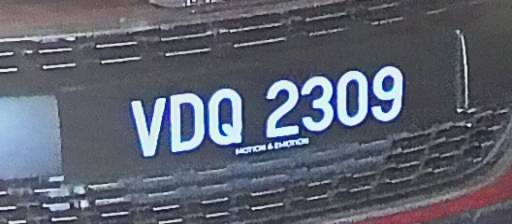 VDQ 2309
MOTION & EMOTION